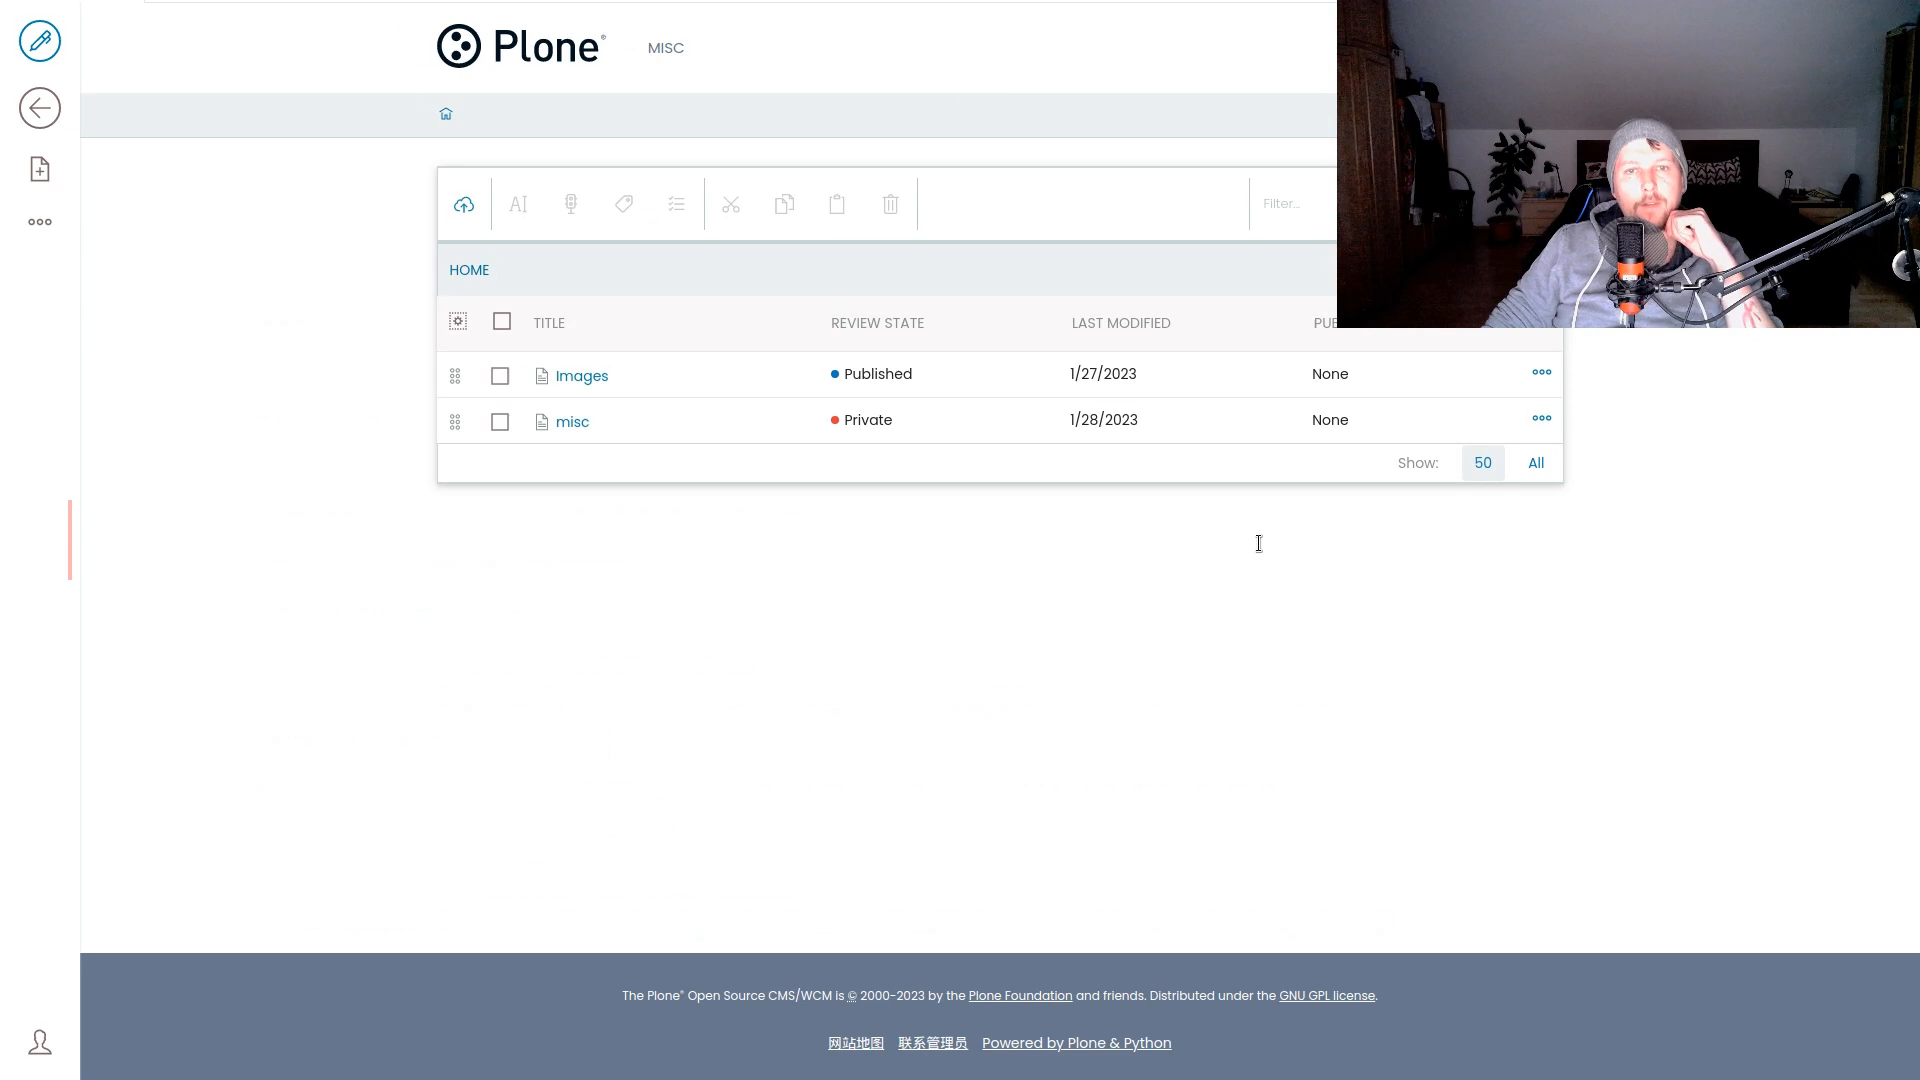 Plone®
MISC
Filter...
HOME
TITLE REVIEW STATE LAST MODIFIED
Images Published 1/27/2023 None
misc Private 1/28/2023 None
Show: 50 All
The Plone® Open Source CMS/WCM is © 2000-2023 by the Plone Foundation and friends. Distributed under the GNU GPL license.
网站地图 联系管理员 Powered by Plone & Python